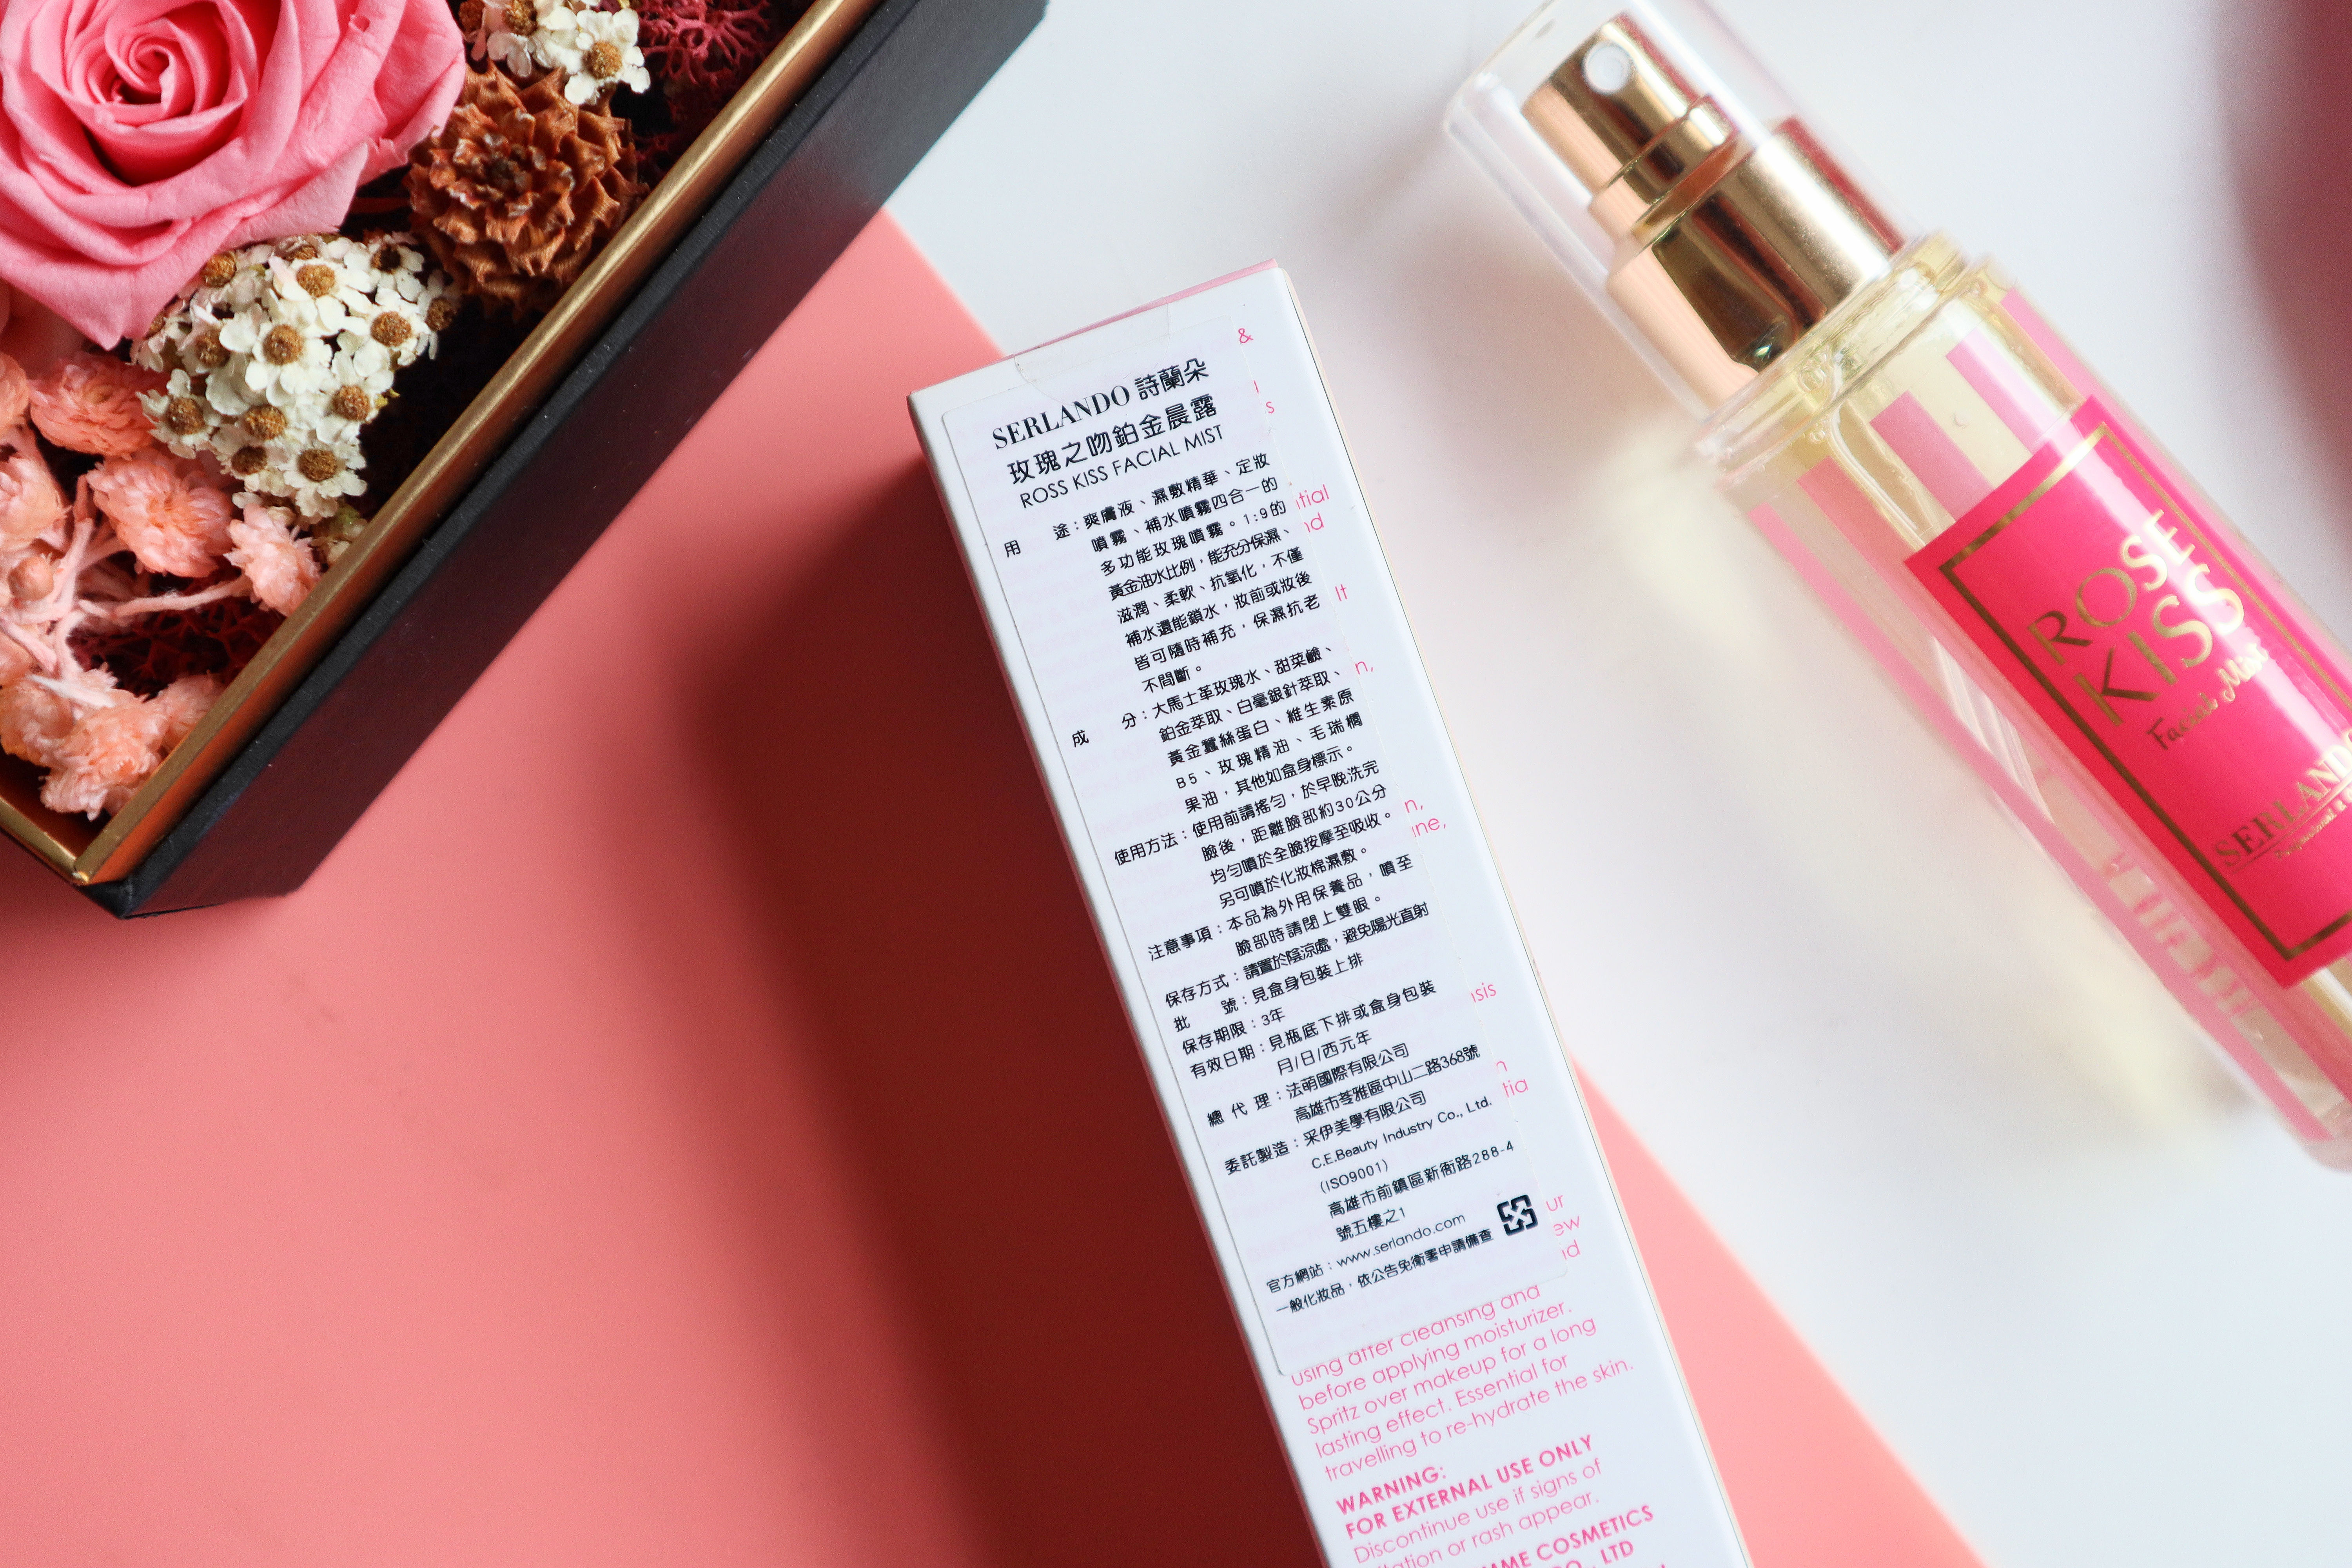 SERLANDO 詩蘭朵
玫瑰之吻鉑金晨露
ROSS KISS FACIAL MIST
用 途：爽膚液、濕敷精華、定妝
噴霧、補水噴霧四合一的
多功能玫瑰噴霧。1:9的
黃金油水比例，能充分保濕、
滋潤、柔軟、抗氧化，不僅
補水還能鎖水，妝前或妝後
皆可隨時補充，保濕抗老
不間斷。
成 分：大馬士革玫瑰水、甜菜鹼、
鉑金萃取、白毫銀針萃取、
黃金蠶絲蛋白、維生素原
B5、玫瑰精油、毛瑞櫚
果油，其他如盒身標示。
使用方法：使用前請搖勻，於早晚洗完
臉後，距離臉部約30公分
均勻噴於全臉按摩至吸收。
另可噴於化妝棉濕敷。
注意事項：本品為外用保養品，噴至
臉部時請閉上雙眼。
保存方式：請置於陰涼處，避免陽光直射
批 號：見盒身包裝上排
保存期限：3年
有效日期：見瓶底下排或盒身包裝
月/日/西元年
總 代 理：法萌國際有限公司
高雄市苓雅區中山二路368號
委託製造：采伊美學有限公司
C.E.Beauty Industry Co., Ltd.
(ISO9001)
高雄市前鎮區新衙路288-4
號五樓之1
官方網站：www.serlando.com
一般化妝品，依公告免衛署申請備查
&
s
tial
nd
It
n,
n,
ine,
sis
n
tia
ur
ew
nd
using after cleansing and
before applying moisturizer.
Spritz over makeup for a long
lasting effect. Essential for
travelling to re-hydrate the skin.
WARNING:
FOR EXTERNAL USE ONLY
Discontinue use if signs of
itation or rash appear.
MME COSMETICS
CO., LTD
ROSE
KISS
Facial Mist
SERLANDO